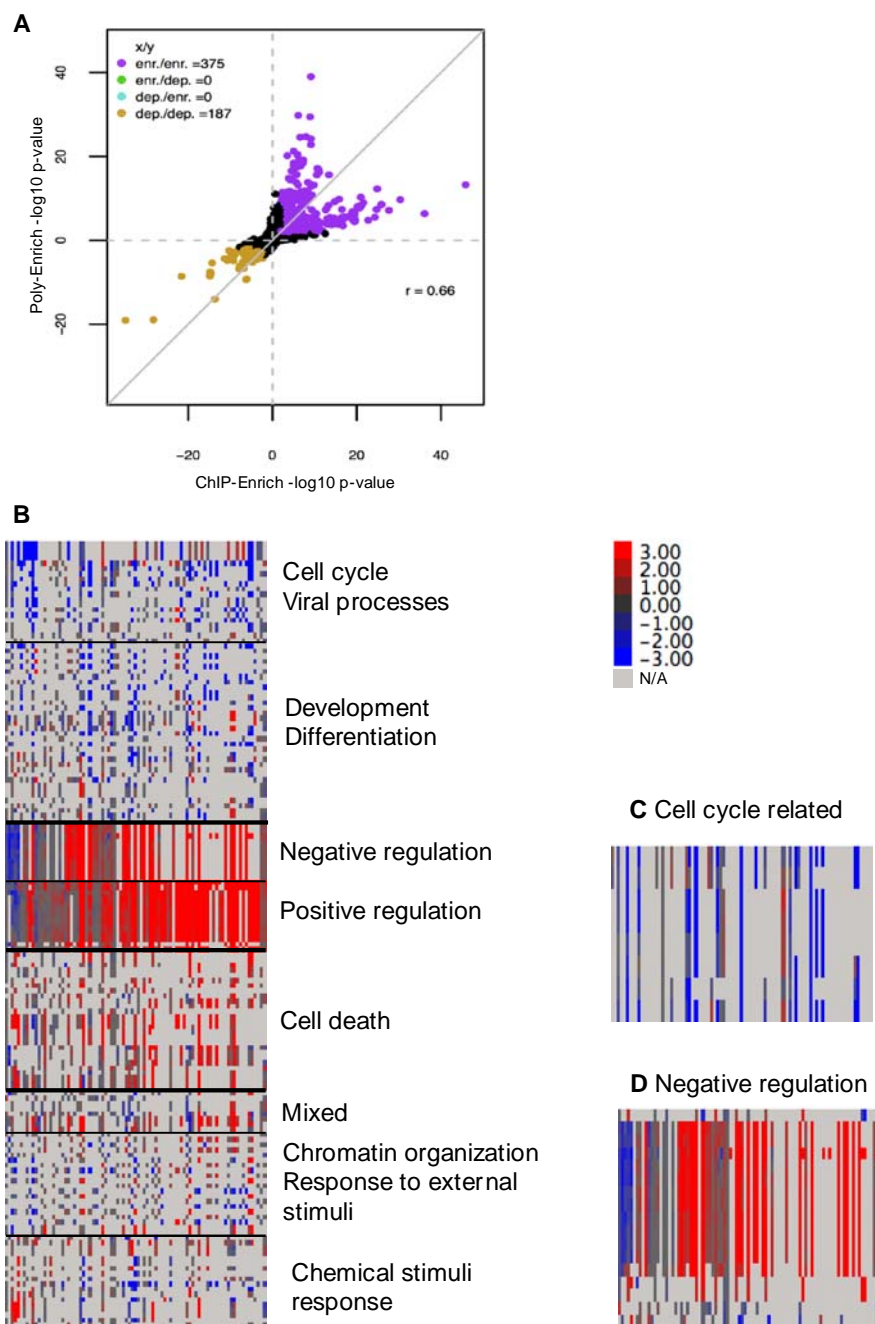 A
x/y
enr./enr. =375
enr./dep. =0
dep./enr. =0
dep./dep. =187
40
20
0
−20
Poly-Enrich -log10 p-value
r = 0.66
−20
0
20
40
ChIP-Enrich -log10 p-value
B
Cell cycle
Viral processes
Development
Differentiation
Negative regulation
Positive regulation
Cell death
Mixed
Chromatin organization
Response to external
stimuli
Chemical stimuli
response
3.00
2.00
1.00
0.00
−1.00
−2.00
−3.00
N/A
C Cell cycle related
D Negative regulation